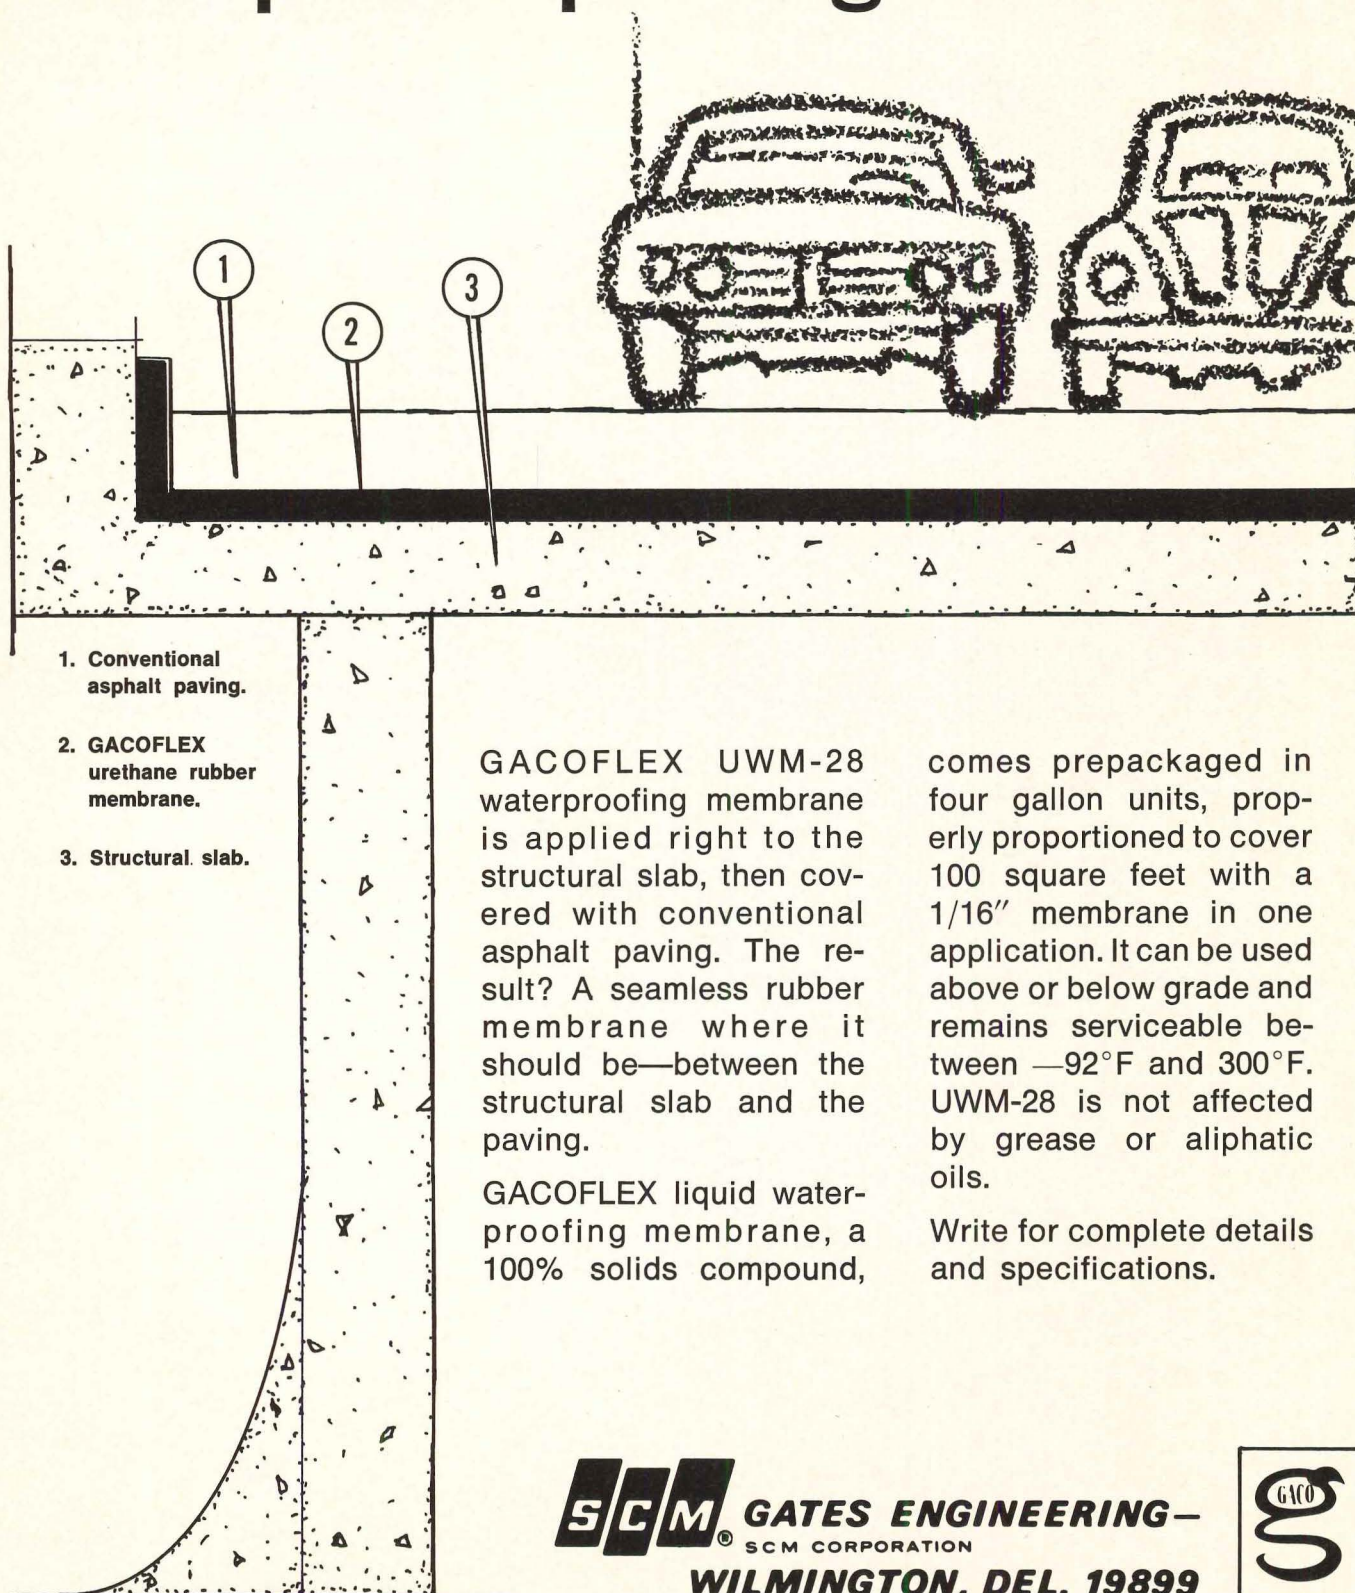 1
2
3
1. Conventional
asphalt paving.
2. GACOFLEX
urethane rubber
membrane.
3. Structural slab.
GACOFLEX UWM-28
waterproofing membrane
is applied right to the
structural slab, then cov-
ered with conventional
asphalt paving. The re-
sult? A seamless rubber
membrane where it
should be—between the
structural slab and the
paving.
GACOFLEX liquid water-
proofing membrane, a
100% solids compound,
comes prepackaged in
four gallon units, prop-
erly proportioned to cover
100 square feet with a
1/16″ membrane in one
application. It can be used
above or below grade and
remains serviceable be-
tween —92°F and 300°F.
UWM-28 is not affected
by grease or aliphatic
oils.
Write for complete details
and specifications.
SCM® GATES ENGINEERING—
SCM CORPORATION
WILMINGTON, DEL. 19899
GACO
g